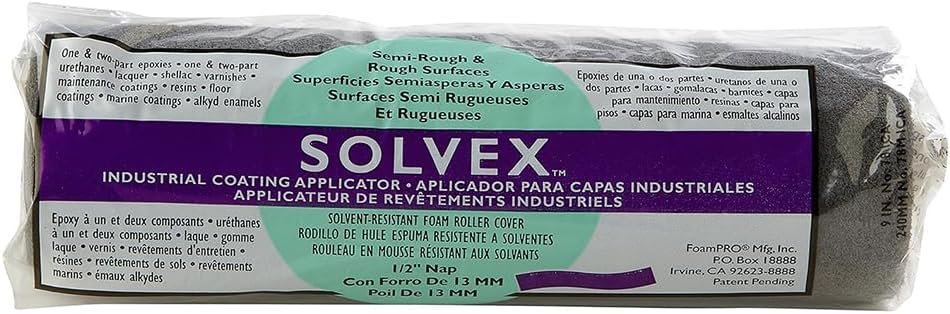 One & two-part epoxies • one & two-part
urethanes • lacquer • shellac • varnishes •
maintenance coatings • resins • floor
coatings • marine coatings • alkyd enamels
Semi-Rough &
Rough Surfaces
Superficies Semiasperas Y Asperas
Surfaces Semi Rugueuses
Et Rugueuses
Epoxies de una o dos partes • uretanos de una o
dos partes • lacas • gomalacas • barnices • capas
para mantenimiento • resinas • capas para
pisos • capas para marina • esmaltes alcalinos
SOLVEX™
INDUSTRIAL COATING APPLICATOR • APLICADOR PARA CAPAS INDUSTRIALES
APPLICATEUR DE REVÊTEMENTS INDUSTRIELS
Epoxy à un et deux composants • uréthanes
à un et deux composants • laque • gomme
laque • vernis • revêtements d'entretien •
résines • revêtements de sols • revêtements
marins • émaux alkydes
SOLVENT-RESISTANT FOAM ROLLER COVER
RODILLO DE HULE ESPUMA RESISTENTE A SOLVENTES
ROULEAU EN MOUSSE RÉSISTANT AUX SOLVANTS
1/2" Nap
Con Forro De 13 MM
Poil De 13 MM
FoamPRO® Mfg. Inc.
P.O. Box 18888
Irvine, CA 92623-8888
Patent Pending
9 IN. No.
240MM No.